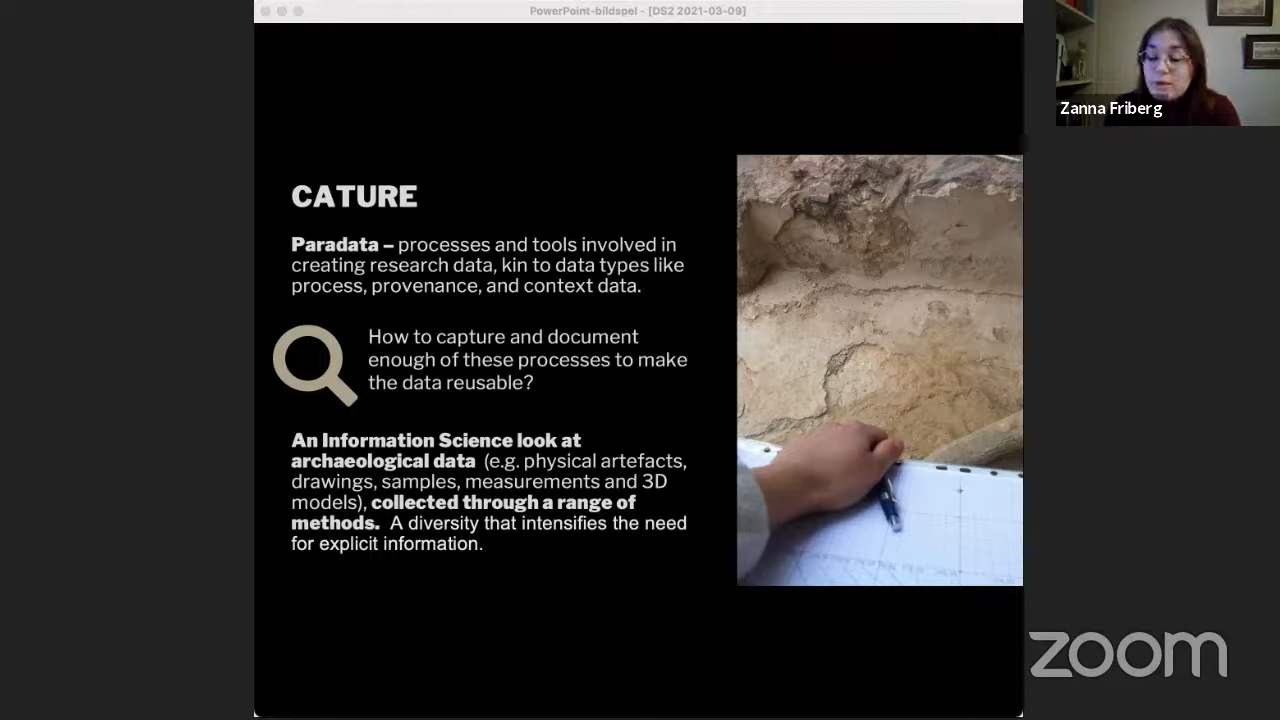 PowerPoint-bildspel - [DS2 2021-03-09]
Zanna Friberg
CATURE
Paradata – processes and tools involved in
creating research data, kin to data types like
process, provenance, and context data.
How to capture and document
enough of these processes to make
the data reusable?
An Information Science look at
archaeological data (e.g. physical artefacts,
drawings, samples, measurements and 3D
models), collected through a range of
methods. A diversity that intensifies the need
for explicit information.
zoom